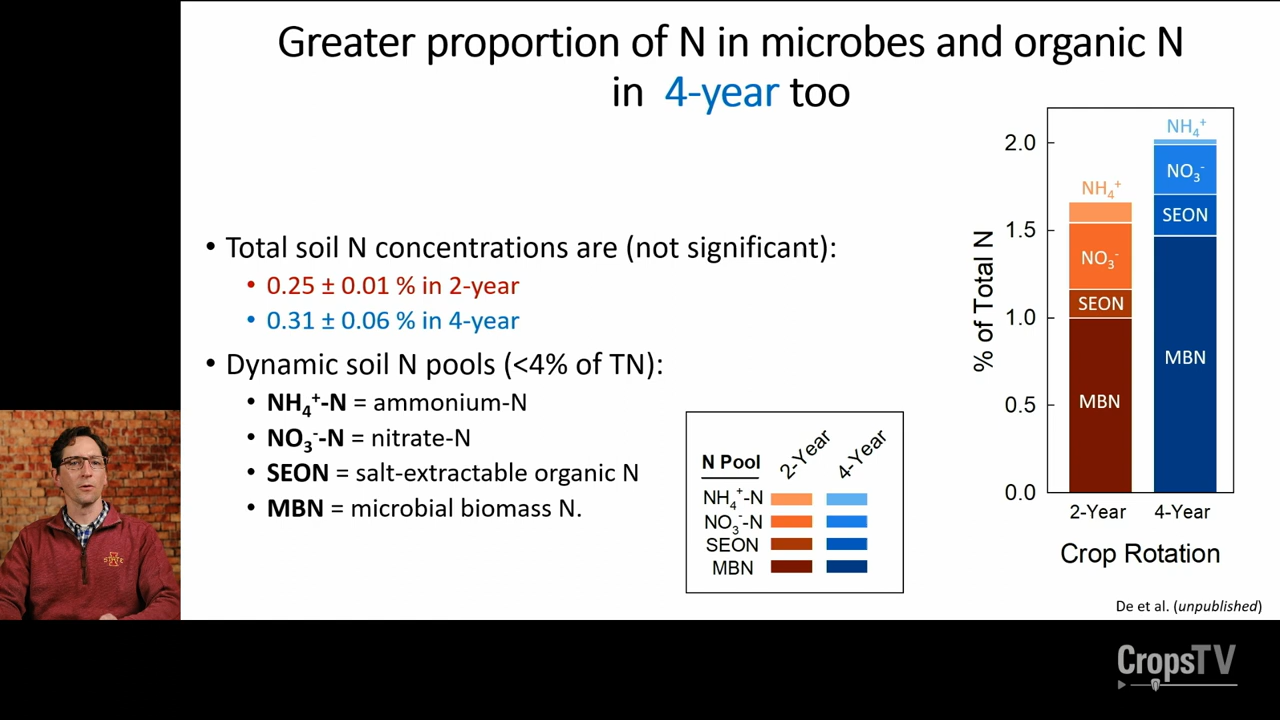 Greater proportion of N in microbes and organic N
in 4-year too
• Total soil N concentrations are (not significant):
• 0.25 ± 0.01 % in 2-year
• 0.31 ± 0.06 % in 4-year
• Dynamic soil N pools (<4% of TN):
• NH₄⁺-N = ammonium-N
• NO₃⁻-N = nitrate-N
• SEON = salt-extractable organic N
• MBN = microbial biomass N.
N Pool
2-Year
4-Year
NH₄⁺-N
NO₃⁻-N
SEON
MBN
% of Total N
2.0
1.5
1.0
0.5
0.0
NH₄⁺
NO₃⁻
SEON
MBN
NH₄⁺
NO₃⁻
SEON
MBN
2-Year
4-Year
Crop Rotation
De et al. (unpublished)
STATE
CropsTV